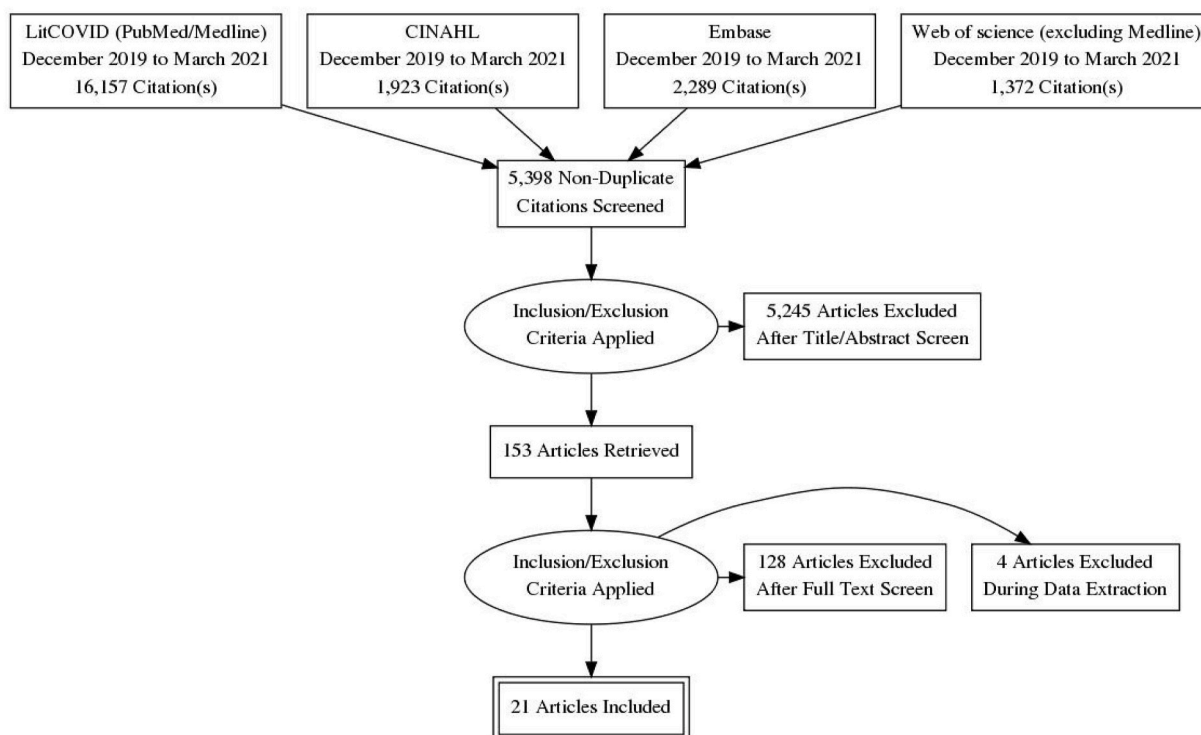 LitCOVID (PubMed/Medline)
December 2019 to March 2021
16,157 Citation(s)
CINAHL
December 2019 to March 2021
1,923 Citation(s)
Embase
December 2019 to March 2021
2,289 Citation(s)
Web of science (excluding Medline)
December 2019 to March 2021
1,372 Citation(s)
5,398 Non-Duplicate
Citations Screened
Inclusion/Exclusion
Criteria Applied
5,245 Articles Excluded
After Title/Abstract Screen
153 Articles Retrieved
Inclusion/Exclusion
Criteria Applied
128 Articles Excluded
After Full Text Screen
4 Articles Excluded
During Data Extraction
21 Articles Included